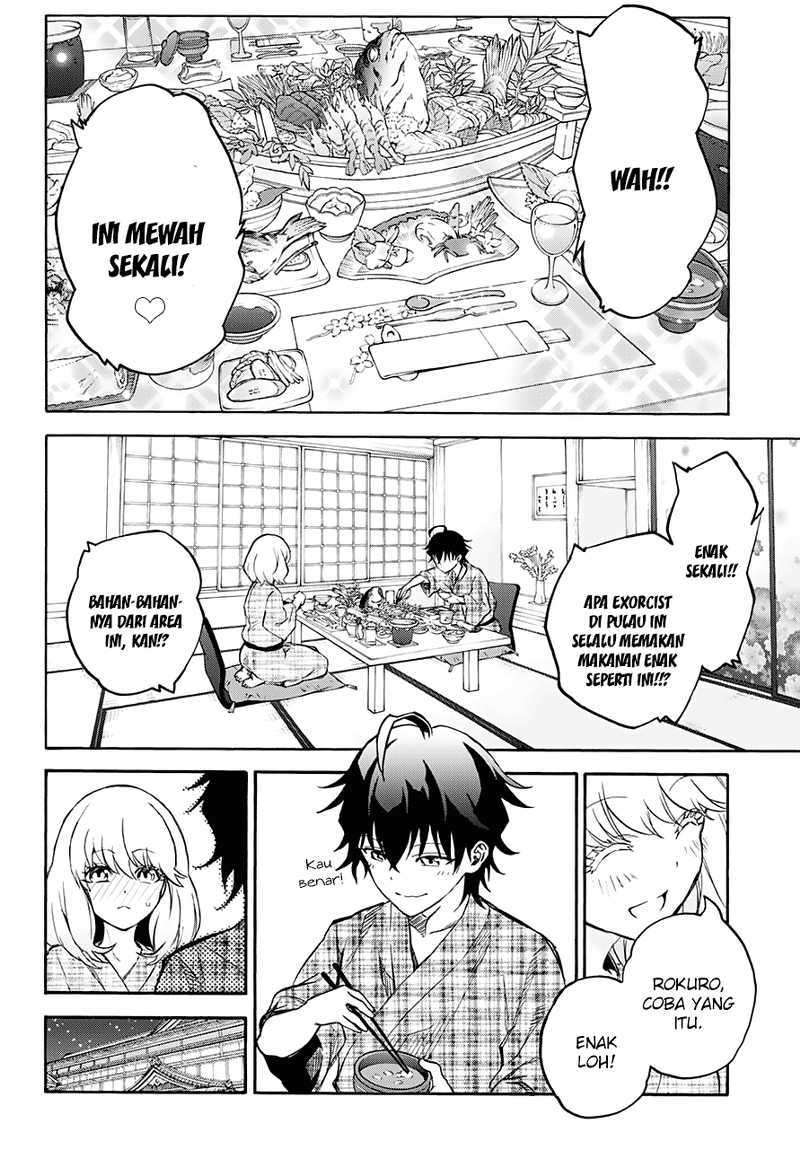 WAH!!
INI MEWAH
SEKALI!
ENAK
SEKALI!!
APA EXORCIST
DI PULAU INI
SELALU MEMAKAN
MAKANAN ENAK
SEPERTI INI!!?
BAHAN-BAHAN-
NYA DARI AREA
INI, KAN!?
ROKURO,
COBA YANG
ITU.
ENAK
LOH!
Kau
benar!